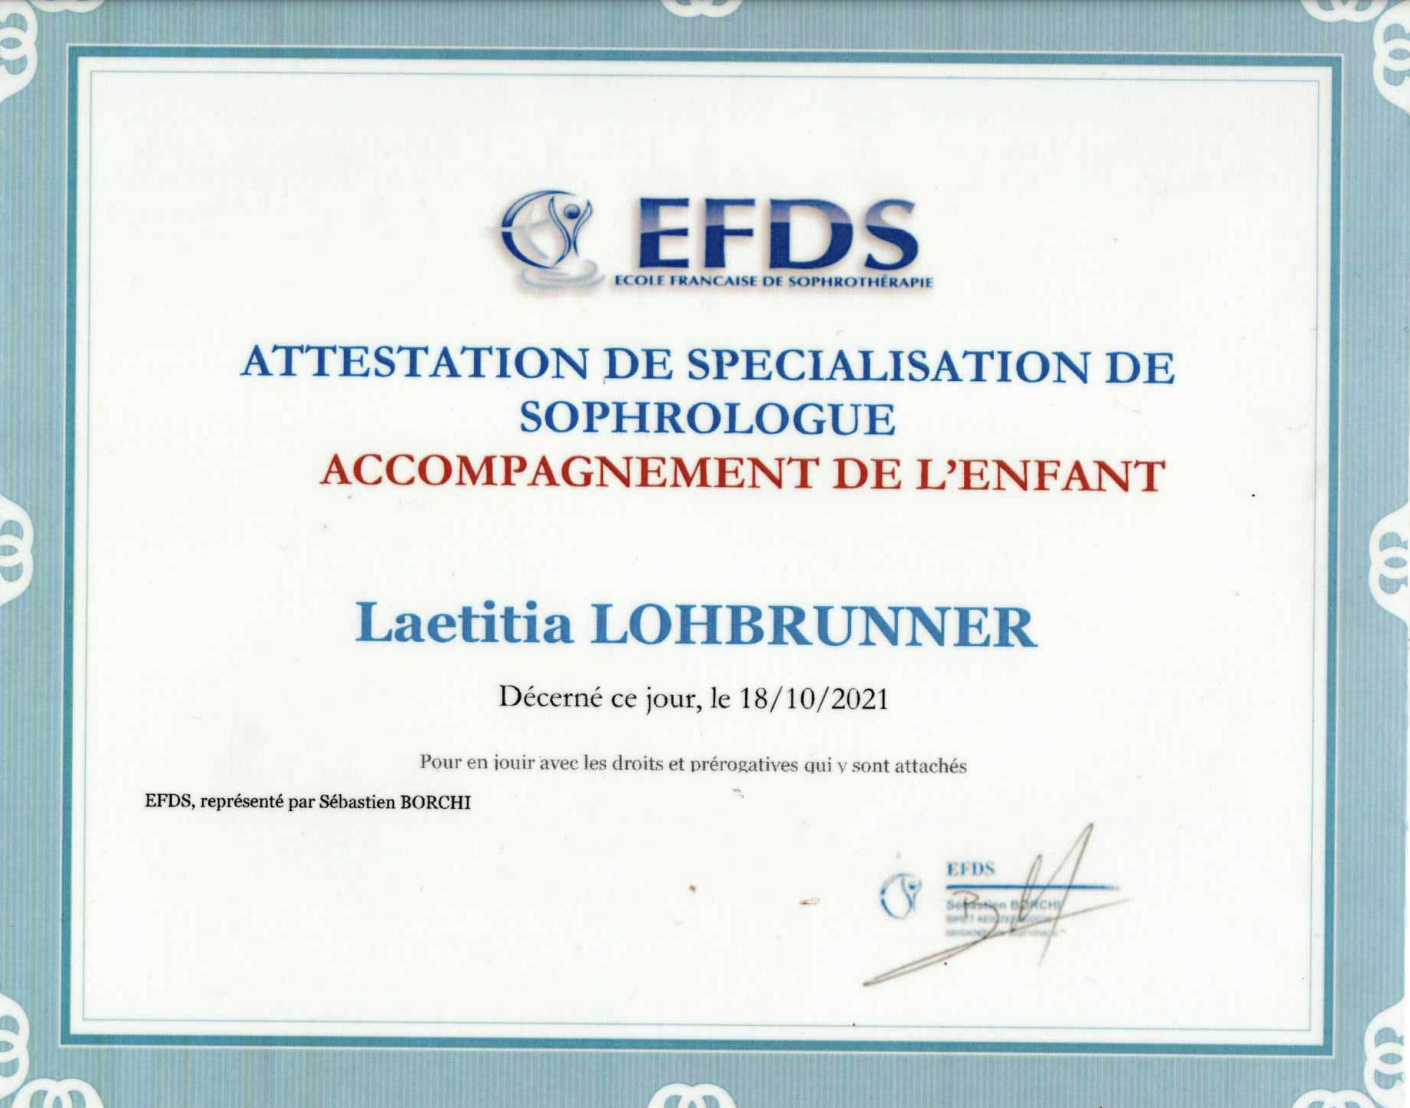 EFDS
ECOLE FRANCAISE DE SOPHROTHÉRAPIE
ATTESTATION DE SPECIALISATION DE
SOPHROLOGUE
ACCOMPAGNEMENT DE L'ENFANT
Laetitia LOHBRUNNER
Décerné ce jour, le 18/10/2021
Pour en jouir avec les droits et prérogatives qui y sont attachés
EFDS, représenté par Sébastien BORCHI
EFDS
Sébastien BORCHI